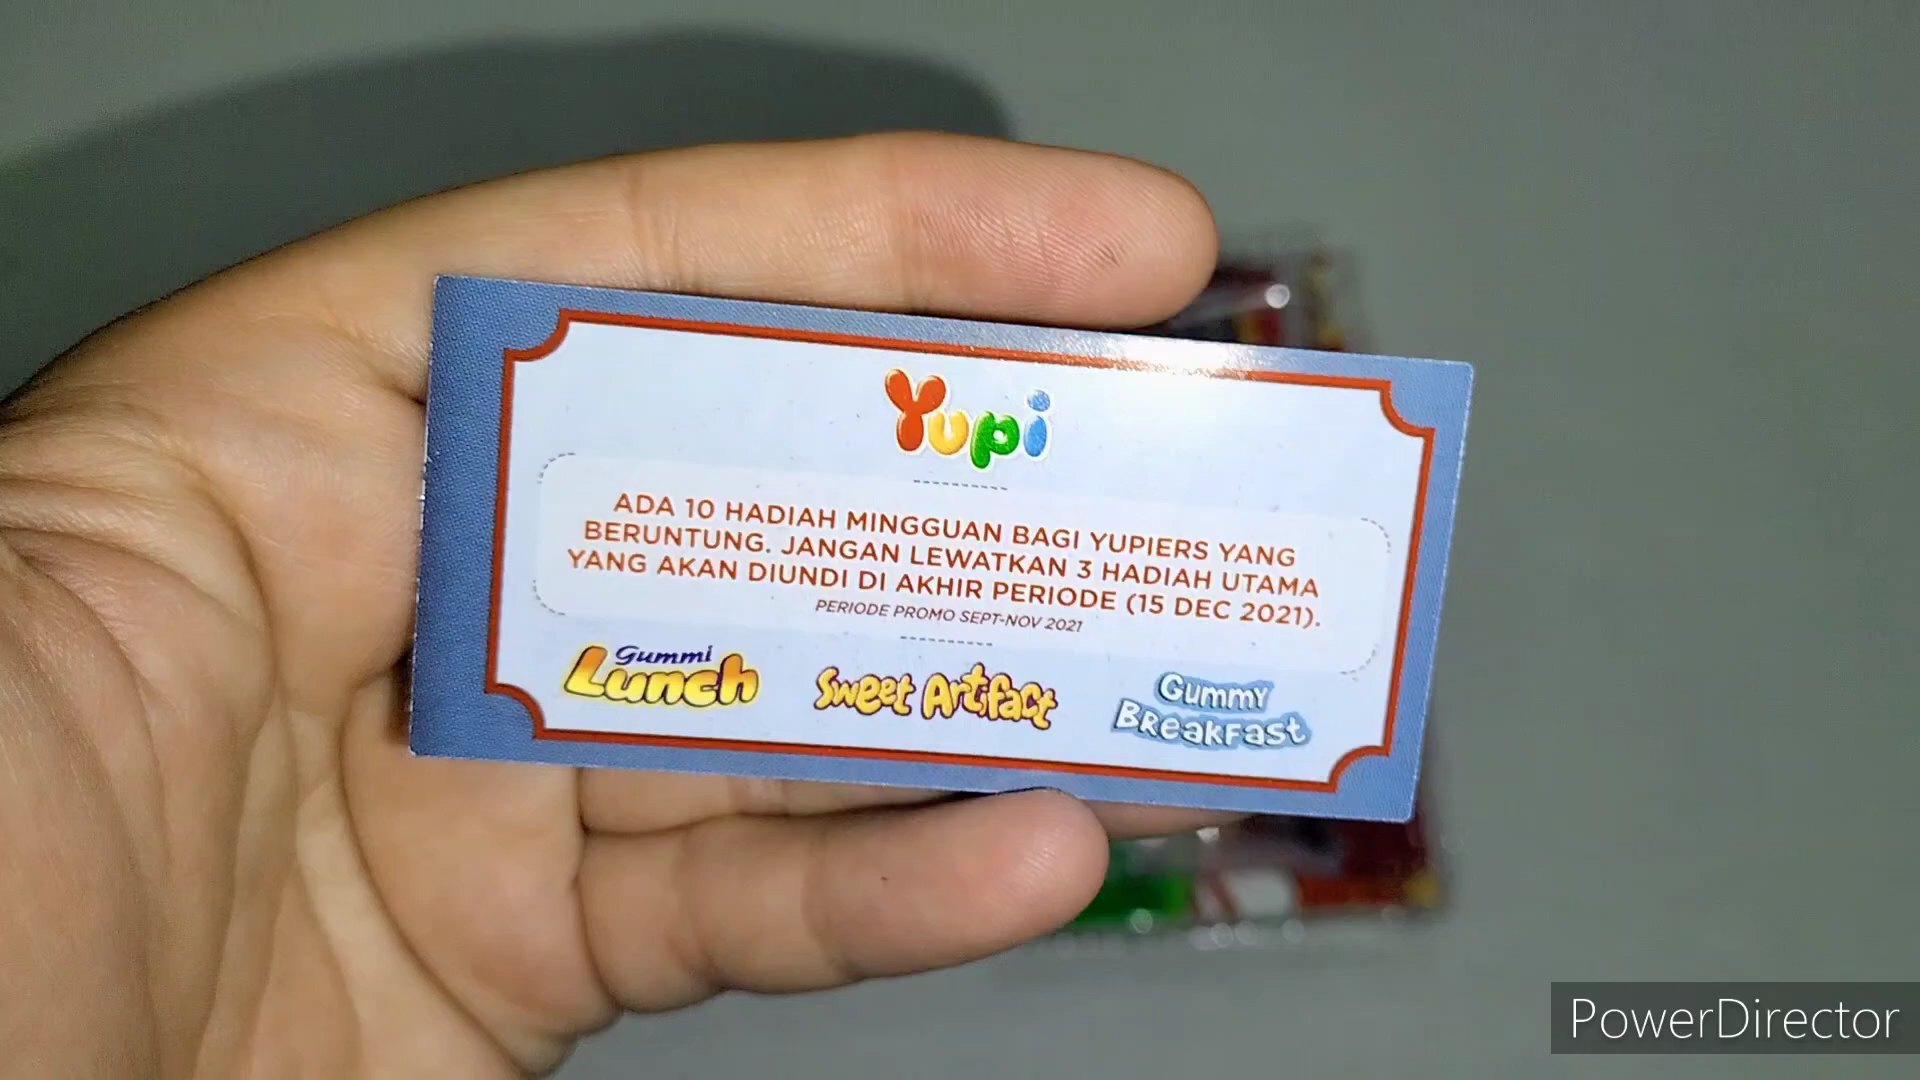 Yupi
ADA 10 HADIAH MINGGUAN BAGI YUPIERS YANG
BERUNTUNG. JANGAN LEWATKAN 3 HADIAH UTAMA
YANG AKAN DIUNDI DI AKHIR PERIODE (15 DEC 2021).
PERIODE PROMO SEPT-NOV 2021
Gummi
Lunch
Sweet Artifact
Gummy
Breakfast
PowerDirector